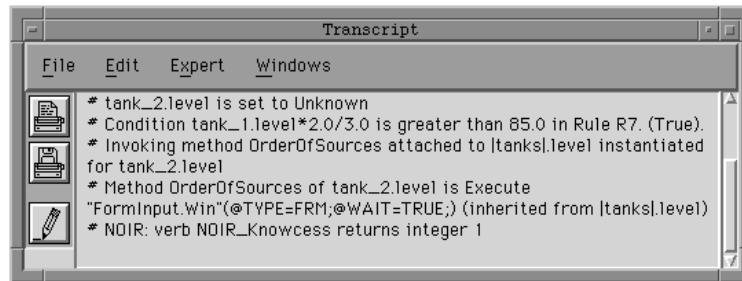 Transcript
File Edit Expert Windows
# tank_2.level is set to Unknown
# Condition tank_1.level*2.0/3.0 is greater than 85.0 in Rule R7. (True).
# Invoking method OrderOfSources attached to |tanks|.level instantiated
for tank_2.level
# Method OrderOfSources of tank_2.level is Execute
"FormInput.Win"(@TYPE=FRM;@WAIT=TRUE;) (inherited from |tanks|.level)
# NOIR: verb NOIR_Knowcess returns integer 1